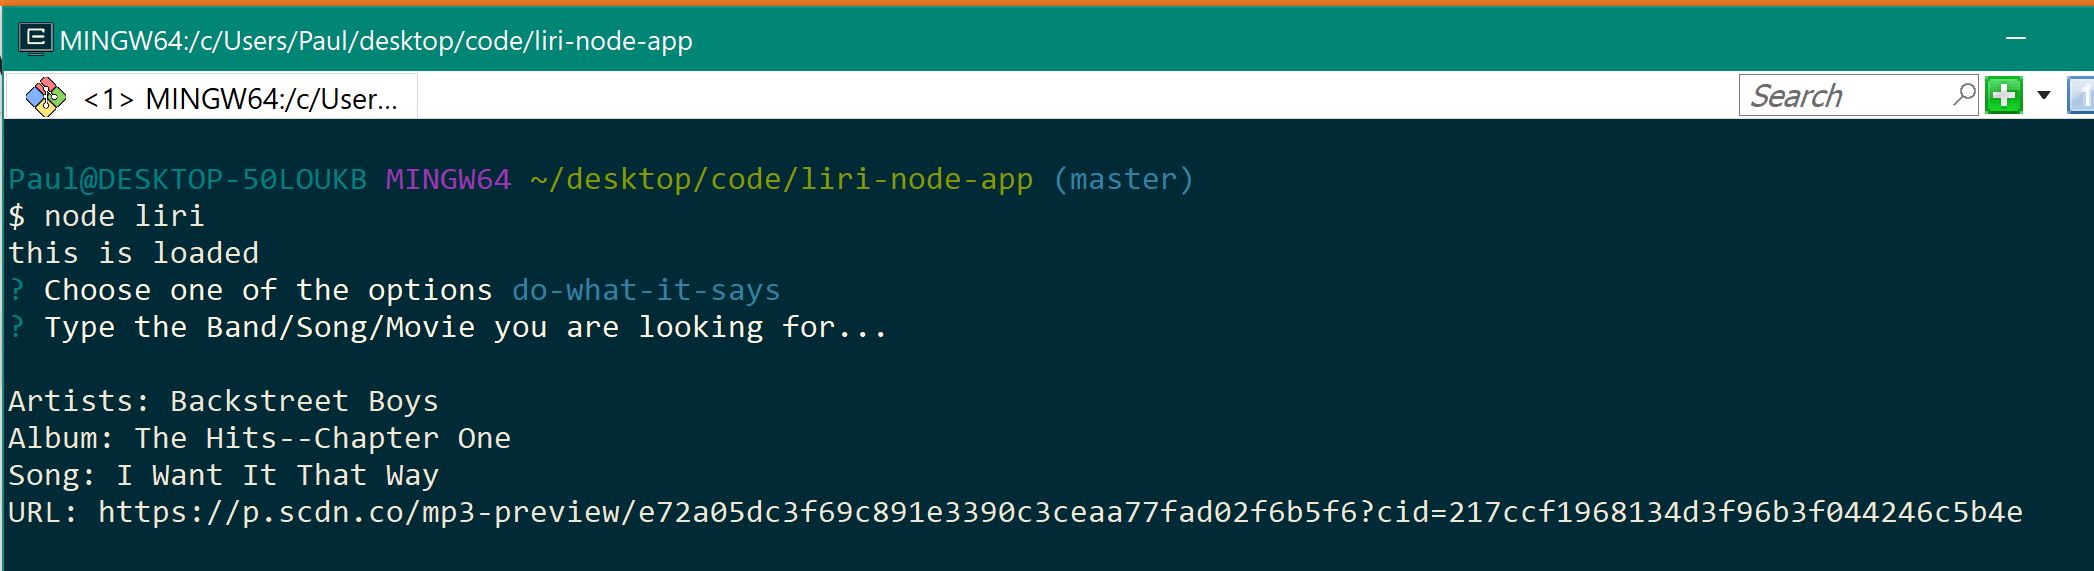 MINGW64:/c/Users/Paul/desktop/code/liri-node-app
<1> MINGW64:/c/User...
Search
1
Paul@DESKTOP-50LOUKB MINGW64 ~/desktop/code/liri-node-app (master)
$ node liri
this is loaded
? Choose one of the options do-what-it-says
? Type the Band/Song/Movie you are looking for...
Artists: Backstreet Boys
Album: The Hits--Chapter One
Song: I Want It That Way
URL: https://p.scdn.co/mp3-preview/e72a05dc3f69c891e3390c3ceaa77fad02f6b5f6?cid=217ccf1968134d3f96b3f044246c5b4e